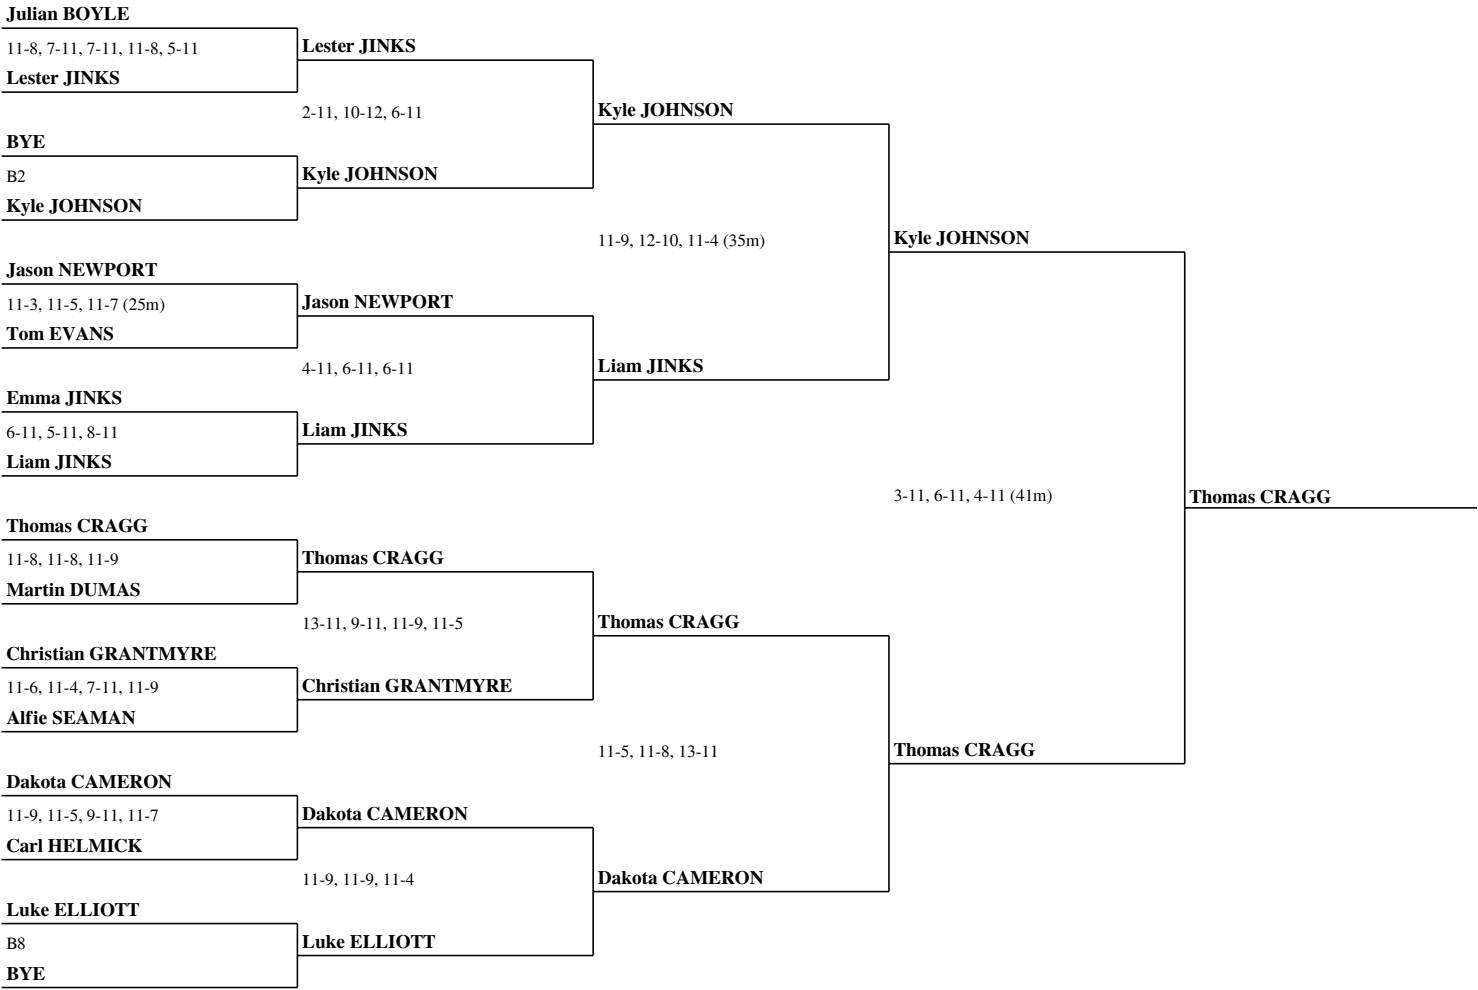 Julian BOYLE
11-8, 7-11, 7-11, 11-8, 5-11
Lester JINKS
Lester JINKS
2-11, 10-12, 6-11
Kyle JOHNSON
BYE
B2
Kyle JOHNSON
Kyle JOHNSON
11-9, 12-10, 11-4 (35m)
Kyle JOHNSON
Jason NEWPORT
11-3, 11-5, 11-7 (25m)
Jason NEWPORT
Tom EVANS
4-11, 6-11, 6-11
Liam JINKS
Emma JINKS
6-11, 5-11, 8-11
Liam JINKS
Liam JINKS
3-11, 6-11, 4-11 (41m)
Thomas CRAGG
Thomas CRAGG
11-8, 11-8, 11-9
Thomas CRAGG
Martin DUMAS
13-11, 9-11, 11-9, 11-5
Thomas CRAGG
Christian GRANTMYRE
11-6, 11-4, 7-11, 11-9
Christian GRANTMYRE
Alfie SEAMAN
11-5, 11-8, 13-11
Thomas CRAGG
Dakota CAMERON
11-9, 11-5, 9-11, 11-7
Dakota CAMERON
Carl HELMICK
11-9, 11-9, 11-4
Dakota CAMERON
Luke ELLIOTT
B8
Luke ELLIOTT
BYE